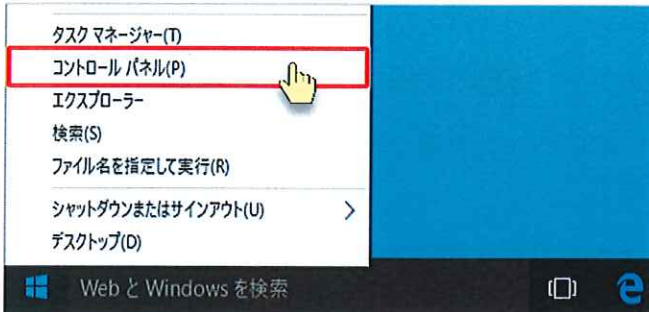 タスク マネージャー(T)
コントロール パネル(P)
エクスプローラー
検索(S)
ファイル名を指定して実行(R)
シャットダウンまたはサインアウト(U)
デスクトップ(D)
Web と Windows を検索